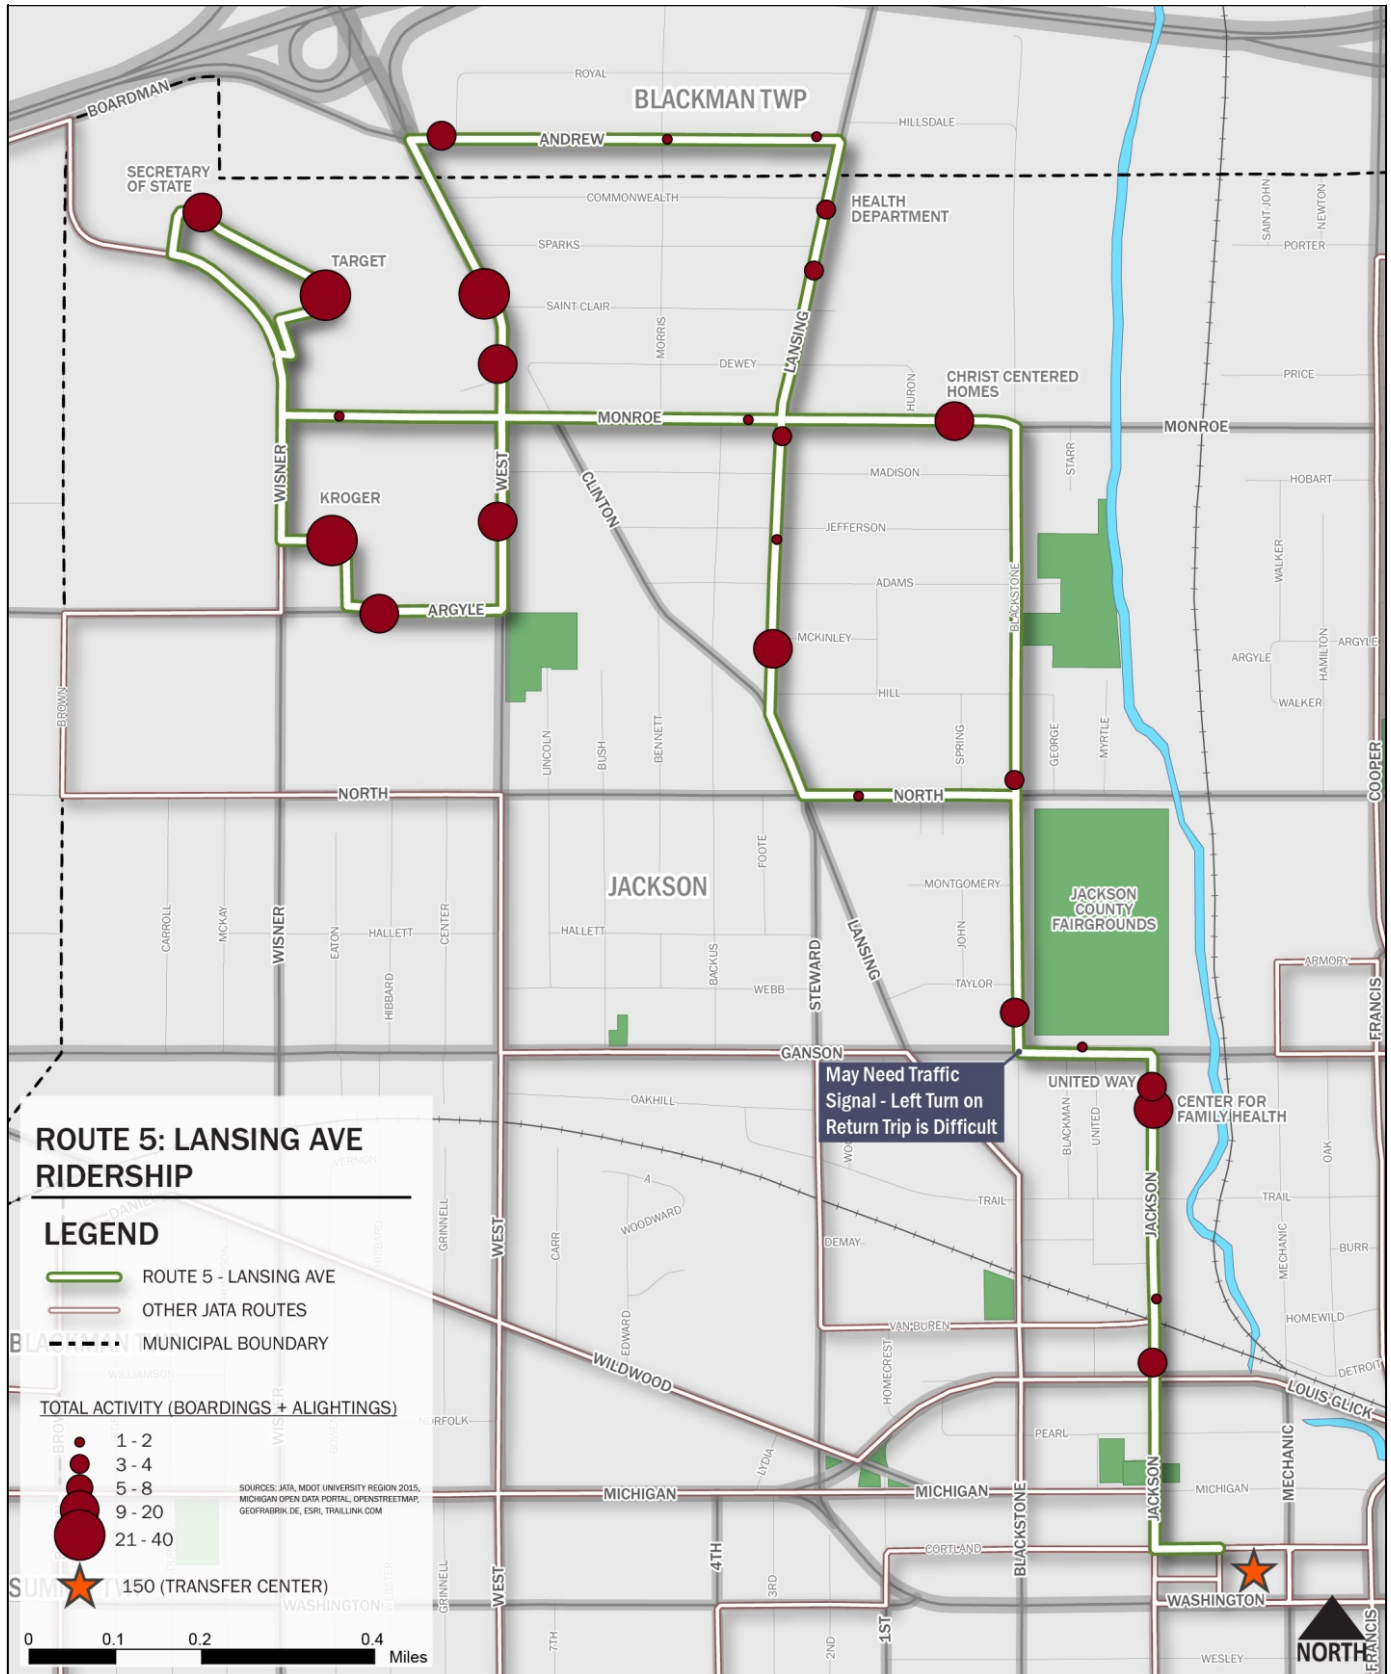 BOARDMAN
ROYAL
BLACKMAN TWP
HILLSDALE
ANDREW
SECRETARY
OF STATE
COMMONWEALTH
HEALTH
DEPARTMENT
SAINT-JOHN
NEWTON
SPARKS
PORTER
TARGET
SAINT CLAIR
MORRIS
LANSING
DEWEY
HURON
CHRIST CENTERED
HOMES
PRICE
MONROE
MONROE
WISNER
WEST
CLINTON
MADISON
STARR
HOBART
KROGER
JEFFERSON
WALKER
ADAMS
BLACKSTONE
ARGYLE
MCKINLEY
ARGYLE
HAMILTON
ARGYLE
BROWN
HILL
WALKER
LINCOLN
BUSH
BENNETT
SPRING
GEORGE
MYRTLE
COOPER
NORTH
NORTH
FOOTE
JACKSON
MONTGOMERY
JACKSON
COUNTY
FAIRGROUNDS
CARROLL
MCKAY
WISNER
EATON
HALLETT
HIBBARD
CENTER
HALLETT
BACKUS
STEWARD
LANSING
JOHN
ARMORY
WEBB
TAYLOR
FRANCIS
GANSON
May Need Traffic
Signal - Left Turn on
Return Trip is Difficult
UNITED WAY
CENTER FOR
FAMILY HEALTH
OAKHILL
BLACKMAN
UNITED
OAK
VERNON
A
WOODWARD
TRAIL
TRAIL
JACKSON
GRINNELL
WEST
CARR
DEMAY
MECHANIC
BURR
EDWARD
VAN BUREN
HOMEWILD
HOMECREST
DETROIT
WILDWOOD
LOUIS GLICK
NORFOLK
PEARL
LYDIA
MICHIGAN
MICHIGAN
BLACKSTONE
JACKSON
MICHIGAN
MECHANIC
4TH
CORTLAND
WEST
GRINNELL
3RD
1ST
WASHINGTON
7TH
2ND
WESLEY
FRANCIS
NORTH
ROUTE 5: LANSING AVE
RIDERSHIP
LEGEND
ROUTE 5 - LANSING AVE
OTHER JATA ROUTES
BLACKMAN TWP
MUNICIPAL BOUNDARY
WILLIAMSON
TOTAL ACTIVITY (BOARDINGS + ALIGHTINGS)
1 - 2
3 - 4
5 - 8
9 - 20
21 - 40
SOURCES: JATA, MDOT UNIVERSITY REGION 2015,
MICHIGAN OPEN DATA PORTAL, OPENSTREETMAP,
GEOFRABRIK.DE, ESRI, TRAILLINK.COM
150 (TRANSFER CENTER)
WASHINGTON
0 0.1 0.2 0.4
Miles